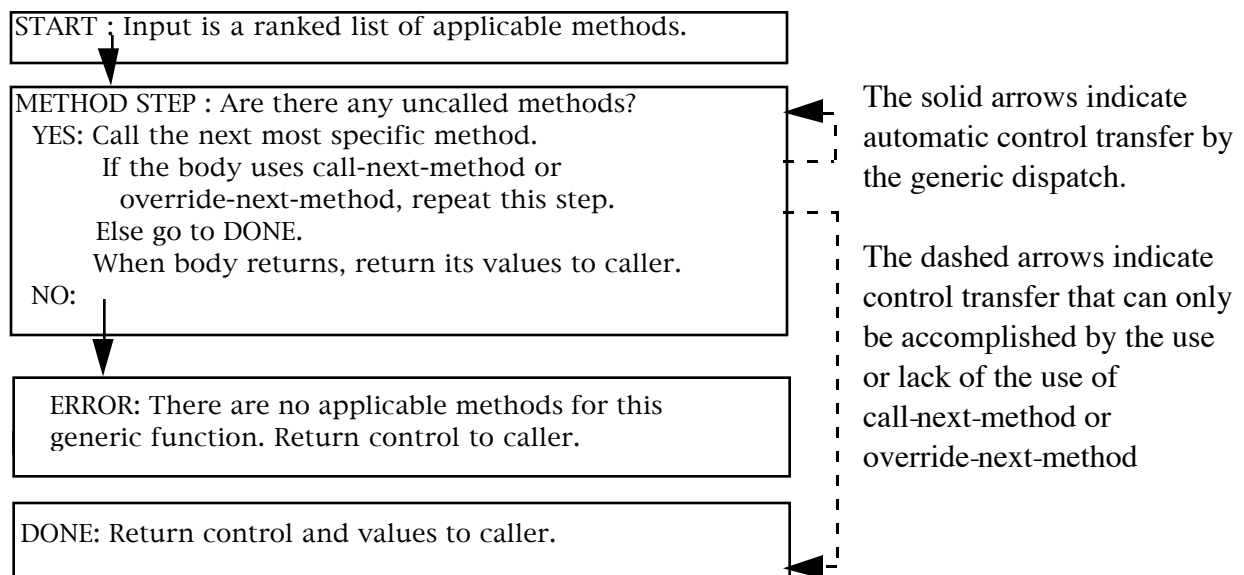 START : Input is a ranked list of applicable methods.
METHOD STEP : Are there any uncalled methods?
YES: Call the next most specific method.
If the body uses call-next-method or
override-next-method, repeat this step.
Else go to DONE.
When body returns, return its values to caller.
NO:
ERROR: There are no applicable methods for this
generic function. Return control to caller.
DONE: Return control and values to caller.
The solid arrows indicate
automatic control transfer by
the generic dispatch.
The dashed arrows indicate
control transfer that can only
be accomplished by the use
or lack of the use of
call-next-method or
override-next-method